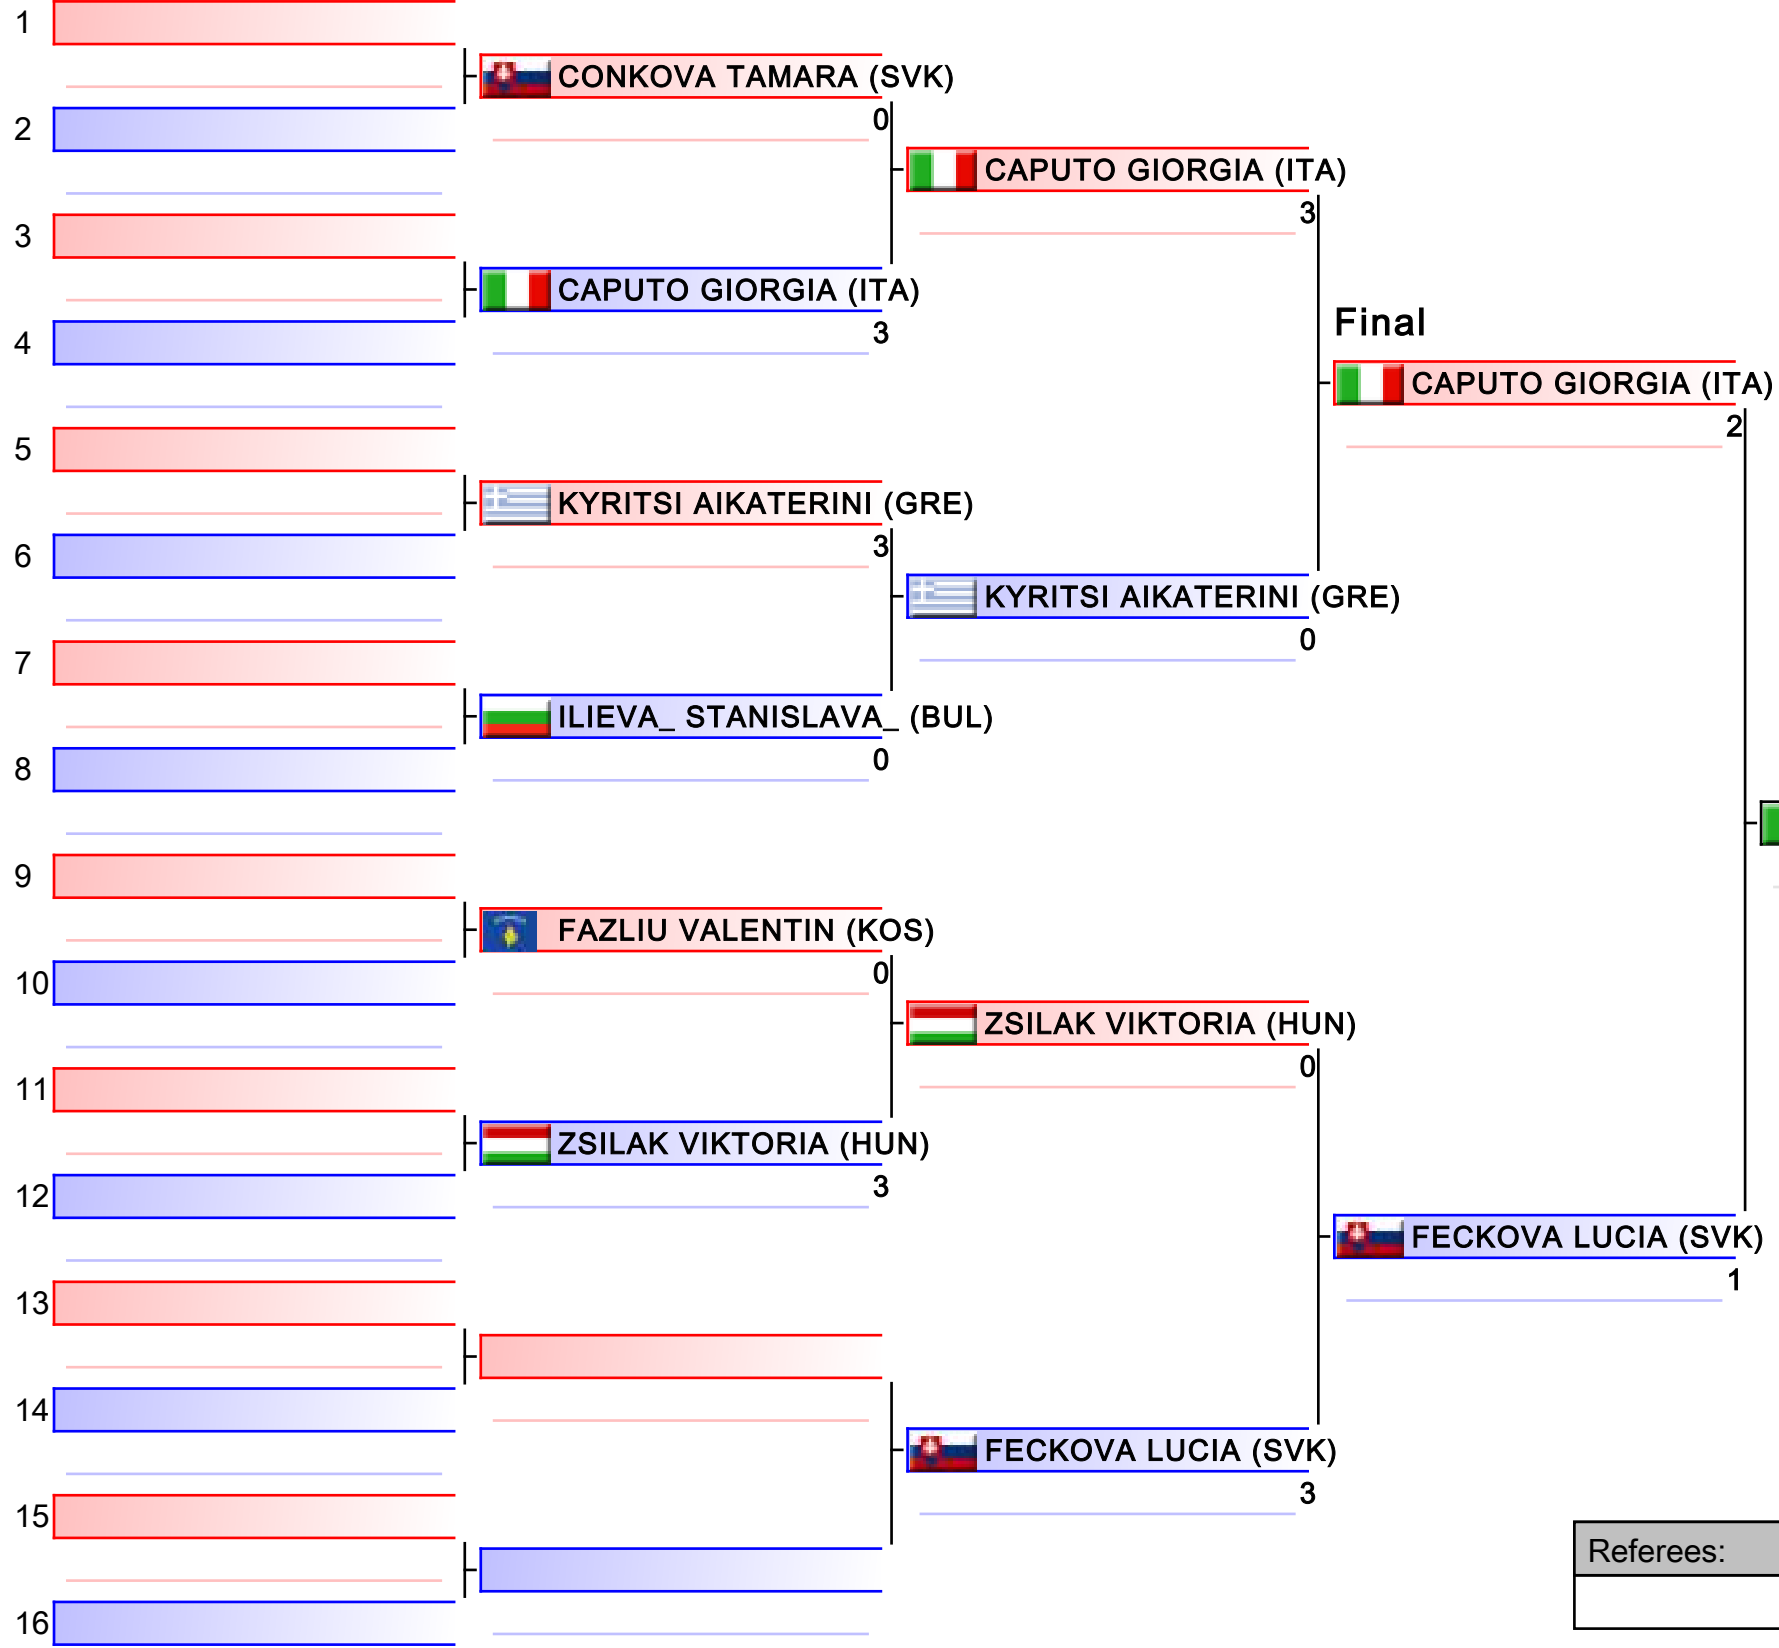 1
CONKOVA TAMARA (SVK)
2
0
CAPUTO GIORGIA (ITA)
3
3
CAPUTO GIORGIA (ITA)
Final
4
3
CAPUTO GIORGIA (ITA)
2
5
KYRITSI AIKATERINI (GRE)
6
3
KYRITSI AIKATERINI (GRE)
0
7
ILIEVA_ STANISLAVA_ (BUL)
8
0
9
FAZLIU VALENTIN (KOS)
10
0
ZSILAK VIKTORIA (HUN)
0
11
ZSILAK VIKTORIA (HUN)
12
3
FECKOVA LUCIA (SVK)
1
13
14
FECKOVA LUCIA (SVK)
3
15
Referees:
16